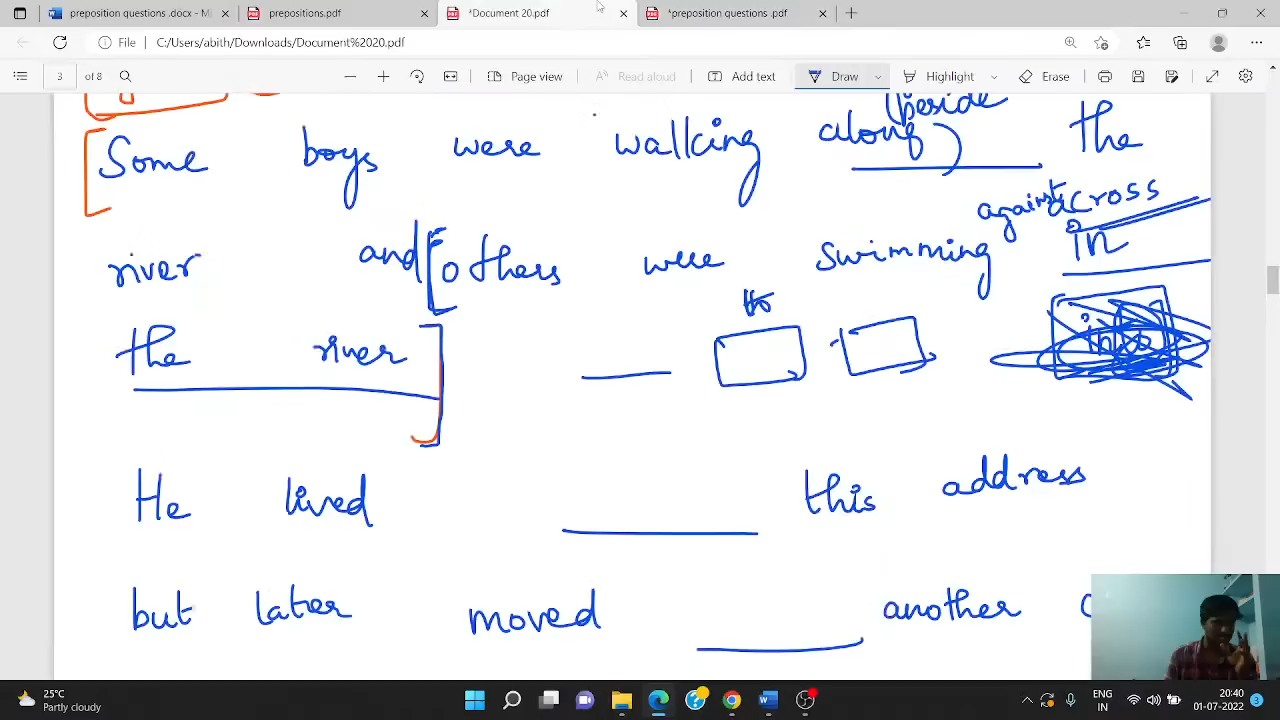 preposition questions .docx - Mi
prepositions.pdf
*Document 20.pdf
*preposition questions .pdf
File
C:/Users/abith/Downloads/Document%2020.pdf
3 of 8
Page view
Read aloud
Add text
Draw
Highlight
Erase
(beside
Some boys were walking along) the
against across
river and others were swimming in
the river
to
into
He lived this address
but later moved another
25°C
Partly cloudy
ENG
IN
20:40
01-07-2022
3